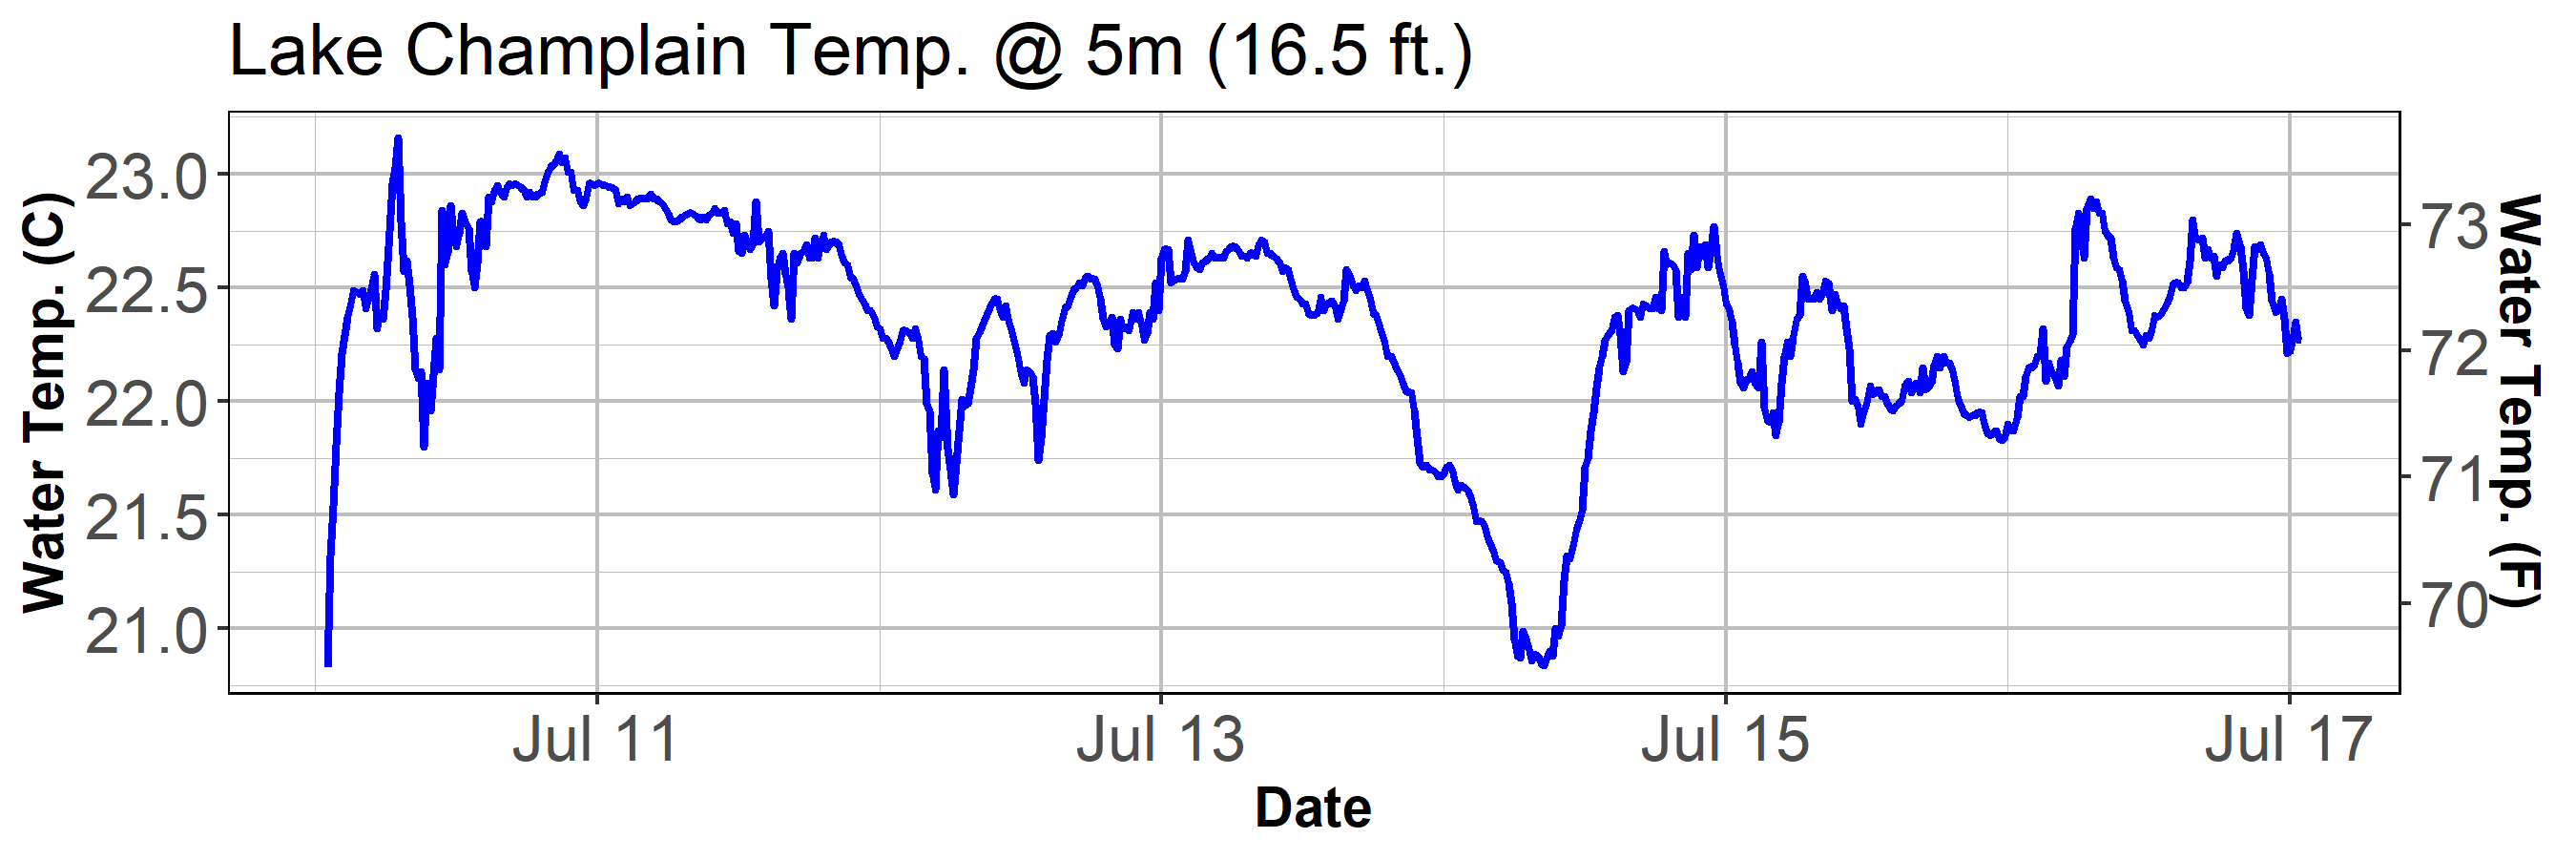 Lake Champlain Temp. @ 5m (16.5 ft.)
Water Temp. (C)
23.0
22.5
22.0
21.5
21.0
73
72
71
70
Water Temp. (F)
Jul 11
Jul 13
Jul 15
Jul 17
Date